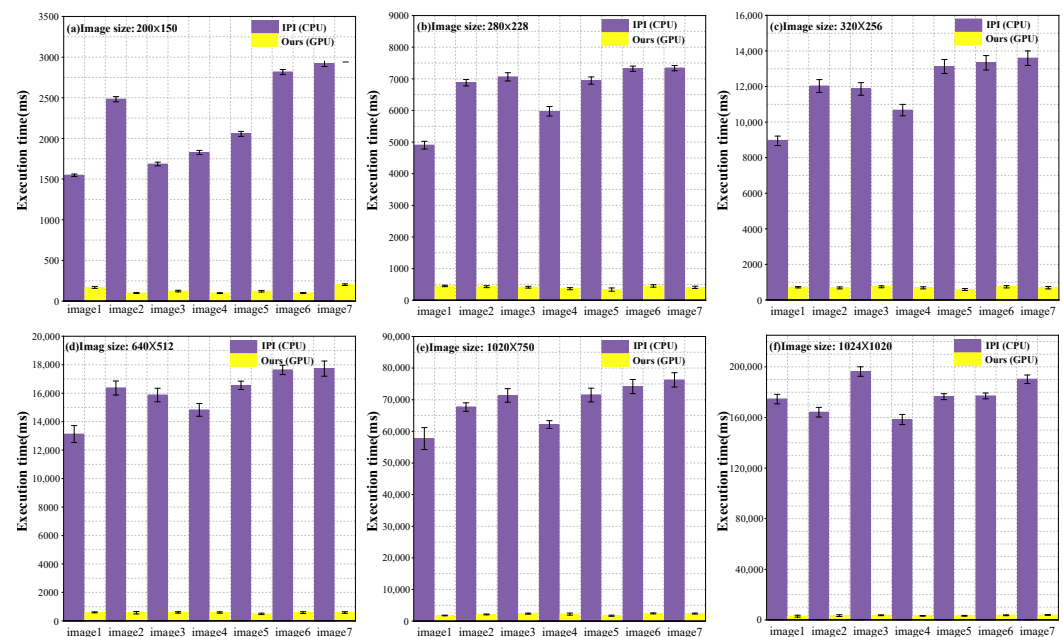 (a)Image size: 200×150
IPI (CPU)
Ours (GPU)
Execution time(ms)
3500
3000
2500
2000
1500
1000
500
0
image1 image2 image3 image4 image5 image6 image7
(b)Image size: 280×228
IPI (CPU)
Ours (GPU)
Execution time(ms)
9000
8000
7000
6000
5000
4000
3000
2000
1000
0
image1 image2 image3 image4 image5 image6 image7
(c)Image size: 320X256
IPI (CPU)
Ours (GPU)
Execution time(ms)
16,000
14,000
12,000
10,000
8000
6000
4000
2000
0
image1 image2 image3 image4 image5 image6 image7
(d)Imag size: 640X512
IPI (CPU)
Ours (GPU)
Execution time(ms)
20,000
18,000
16,000
14,000
12,000
10,000
8000
6000
4000
2000
0
image1 image2 image3 image4 image5 image6 image7
(e)Image size: 1020X750
IPI (CPU)
Ours (GPU)
Execution time(ms)
90,000
80,000
70,000
60,000
50,000
40,000
30,000
20,000
10,000
0
image1 image2 image3 image4 image5 image6 image7
(f)Image size: 1024X1020
IPI (CPU)
Ours (GPU)
Execution time(ms)
200,000
160,000
120,000
80,000
40,000
0
image1 image2 image3 image4 image5 image6 image7